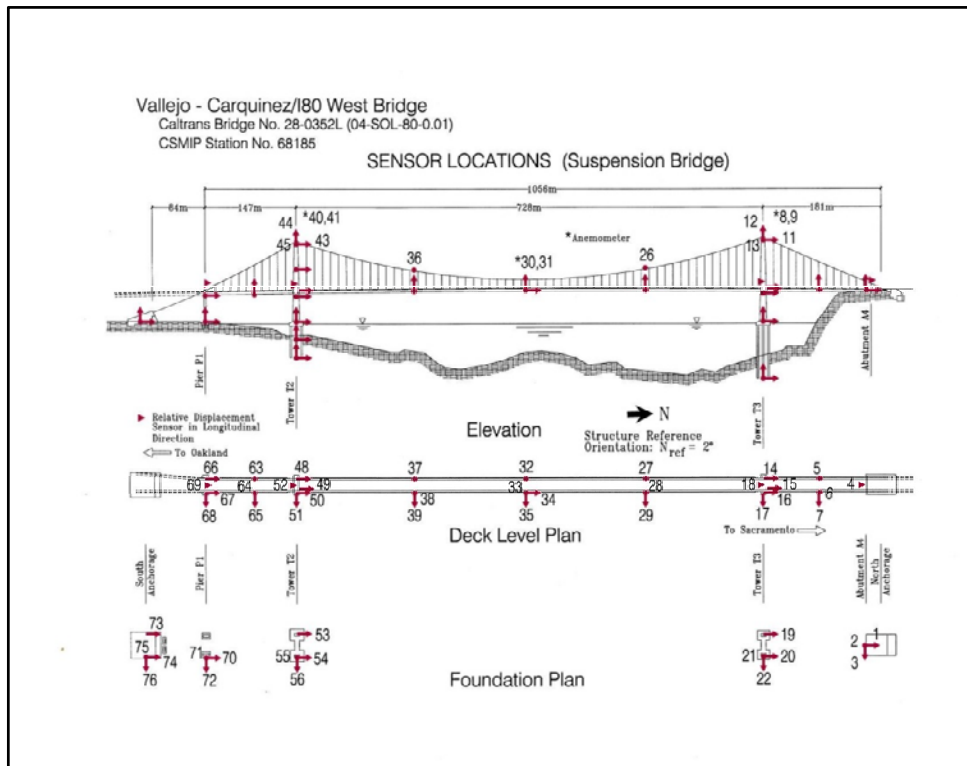 Vallejo - Carquinez/I80 West Bridge
Caltrans Bridge No. 28-0352L (04-SOL-80-0.01)
CSMIP Station No. 68185
SENSOR LOCATIONS (Suspension Bridge)
1056m
64m 147m 728m 181m
44 *40,41 12 *8,9
45 43 36 *30,31 *Anemometer 26 13 11
Pier P1
Tower T2
Tower T3
Abutment A4
Relative Displacement
Sensor in Longitudinal
Direction
To Oakland
Elevation
N
Structure Reference
Orientation: N ref = 2°
66 63 48 37 32 27 14 5
69 67 64 52 49 50 38 33 34 28 18 15 16 6 4
68 65 51 39 35 29 17 7
Deck Level Plan
To Sacramento
South Anchorage
Pier P1
Tower T2
Tower T3
Abutment A4
North Anchorage
73 53 19 1
75 74 71 70 55 54 21 20 2
76 72 56 22 3
Foundation Plan